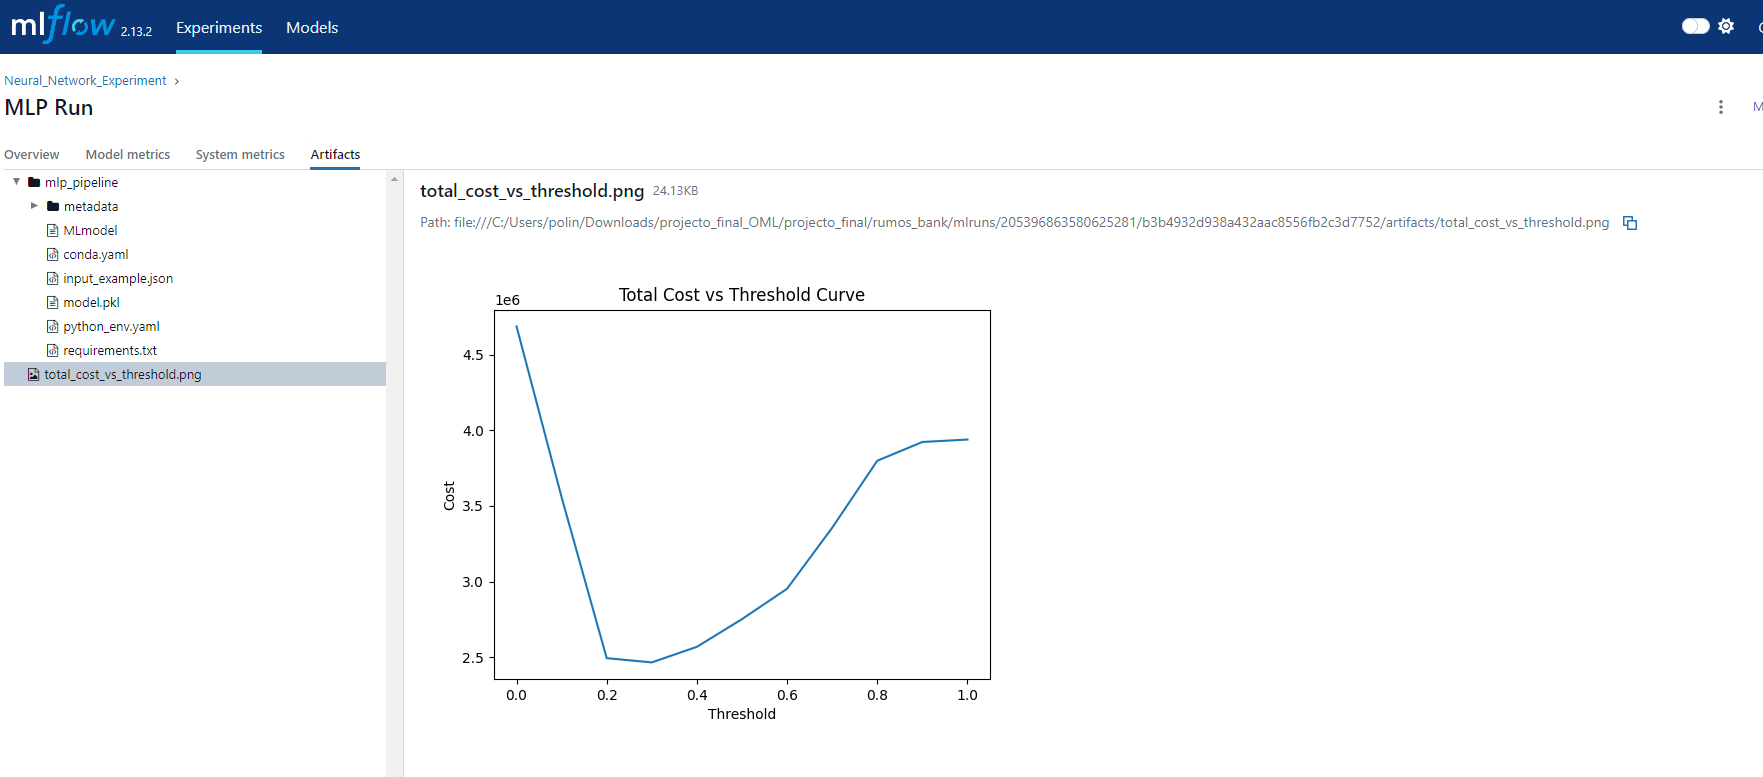 mlflow 2.13.2 Experiments Models
Neural_Network_Experiment
MLP Run
Overview Model metrics System metrics Artifacts
mlp_pipeline
metadata
MLmodel
conda.yaml
input_example.json
model.pkl
python_env.yaml
requirements.txt
total_cost_vs_threshold.png
total_cost_vs_threshold.png 24.13KB
Path: file:///C:/Users/polin/Downloads/projecto_final_OML/projecto_final/rumos_bank/mlruns/205396863580625281/b3b4932d938a432aac8556fb2c3d7752/artifacts/total_cost_vs_threshold.png
Total Cost vs Threshold Curve
1e6
4.5
4.0
3.5
3.0
2.5
Cost
0.0 0.2 0.4 0.6 0.8 1.0
Threshold